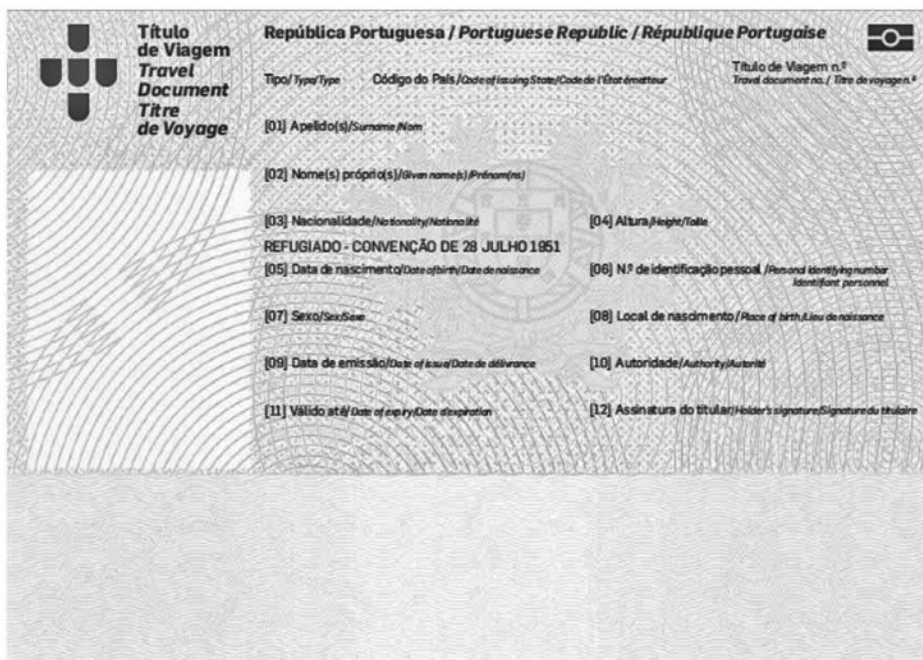 Título
de Viagem
Travel
Document
Titre
de Voyage
República Portuguesa / Portuguese Republic / République Portugaise
Tipo/Type/Type
Código do País/Code of issuing State/Code de l'État émetteur
Título de Viagem n.º
Travel document no. / Titre de voyage n.º
[01] Apelido(s)/Surname/Nom
[02] Nome(s) próprio(s)/Given name(s)/Prénom(ns)
[03] Nacionalidade/Nationality/Nationalité
[04] Altura/Height/Taille
REFUGIADO - CONVENÇÃO DE 28 JULHO 1951
[05] Data de nascimento/Date of birth/Date de naissance
[06] N.º de identificação pessoal /Personal identifying number
Identifiant personnel
[07] Sexo/Sex/Sexe
[08] Local de nascimento/Place of birth/Lieu de naissance
[09] Data de emissão/Date of issue/Date de délivrance
[10] Autoridade/Authority/Autorité
[11] Válido até/Date of expiry/Date d'expiration
[12] Assinatura do titular/Holder's signature/Signature du titulaire